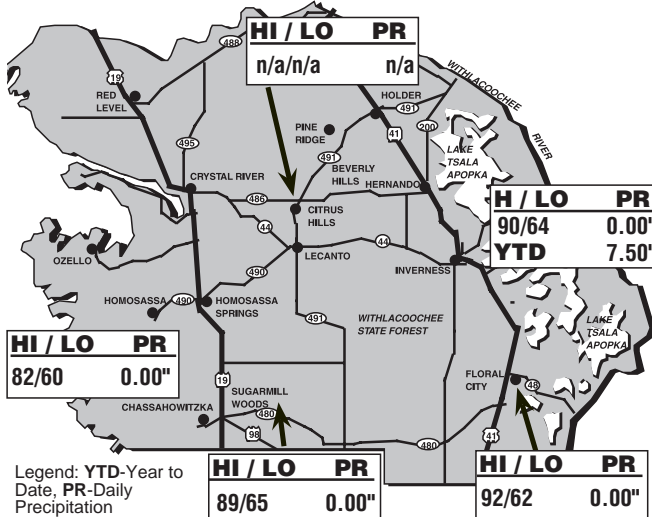 HI / LO PR
n/a/n/a n/a
488
19
WITHLACOOCHEE
RIVER
RED
LEVEL
HOLDER
491
PINE
RIDGE
41
200
495
LAKE
TSALA
APOPKA
491
BEVERLY
HILLS
CRYSTAL RIVER
HERNANDO
486
H / LO PR
90/64 0.00"
YTD 7.50"
CITRUS
HILLS
44
44
OZELLO
LECANTO
INVERNESS
490
HOMOSASSA
490
HOMOSASSA
SPRINGS
491
WITHLACOOCHEE
STATE FOREST
LAKE
TSALA
APOPKA
HI / LO PR
82/60 0.00"
19
FLORAL
CITY
48
SUGARMILL
WOODS
CHASSAHOWITZKA
480
98
480
41
Legend: YTD-Year to
Date, PR-Daily
Precipitation
HI / LO PR
89/65 0.00"
HI / LO PR
92/62 0.00"